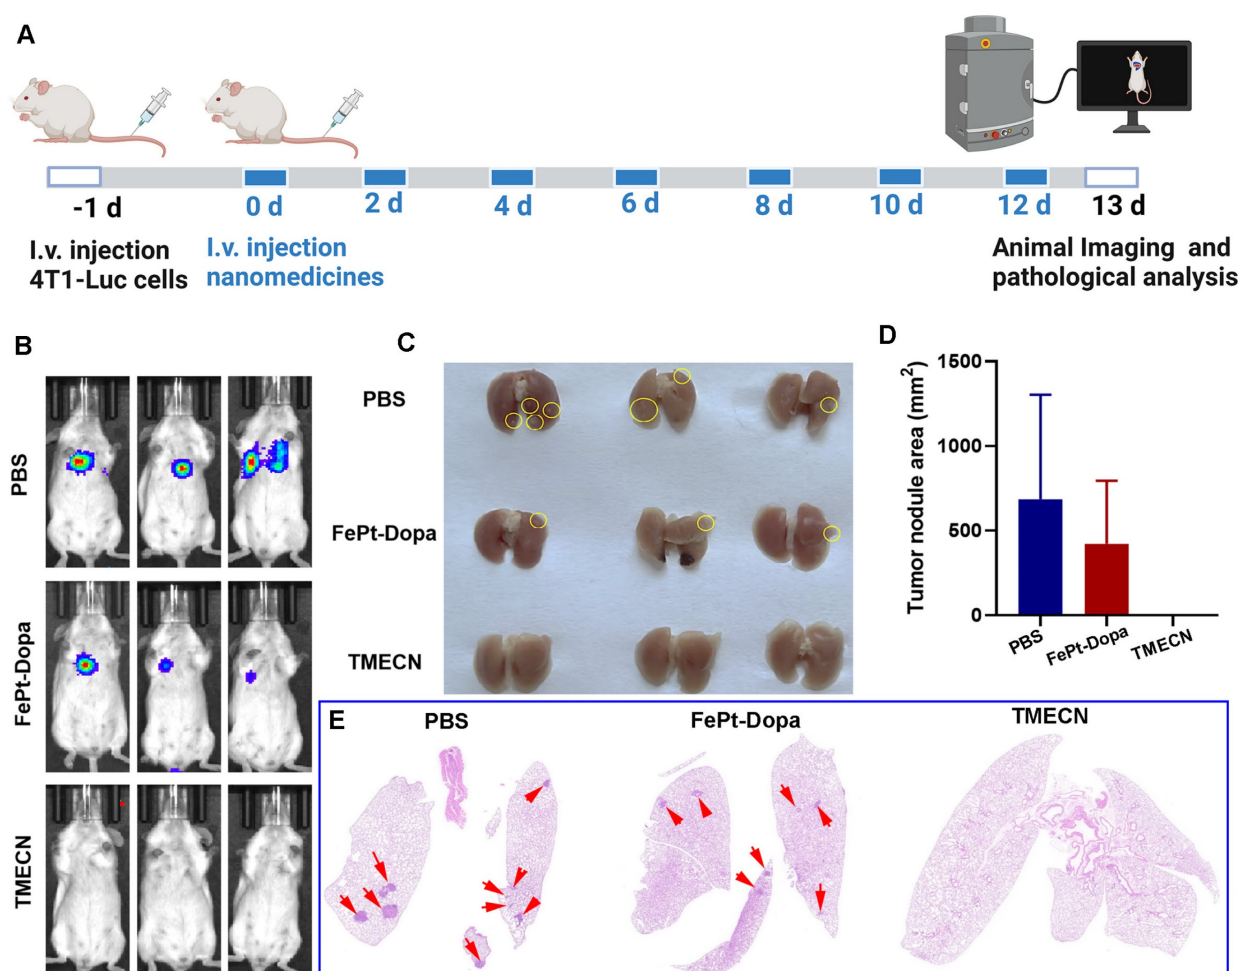 A
-1 d
0 d
2 d
4 d
6 d
8 d
10 d
12 d
13 d
I.v. injection
4T1-Luc cells
I.v. injection
nanomedicines
Animal Imaging and
pathological analysis
B
PBS
FePt-Dopa
TMECN
C
PBS
FePt-Dopa
TMECN
D
Tumor nodule area (mm²)
1500
1000
500
0
PBS
FePt-Dopa
TMECN
E
PBS
FePt-Dopa
TMECN